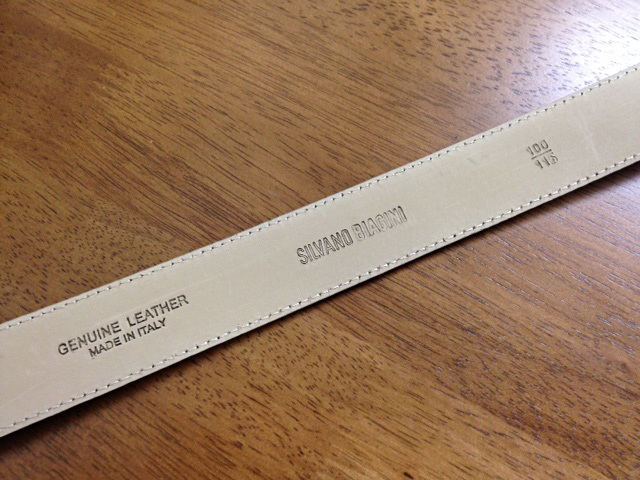 GENUINE LEATHER
MADE IN ITALY
SILVANO BIAGINI
100
115